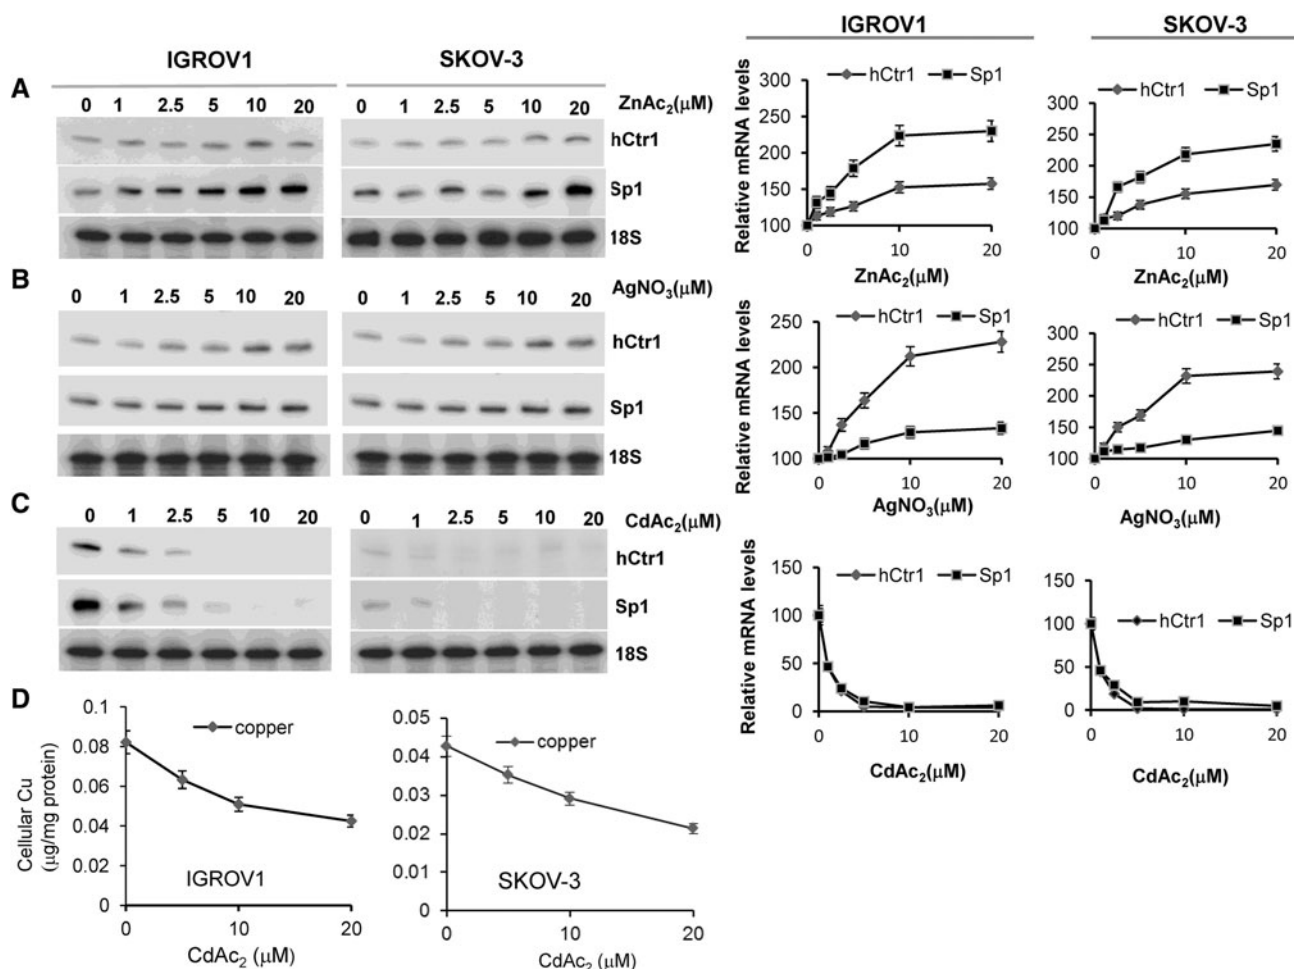 IGROV1 SKOV-3
A
0 1 2.5 5 10 20 0 1 2.5 5 10 20 ZnAc2(μM)
hCtr1
Sp1
18S
B
0 1 2.5 5 10 20 0 1 2.5 5 10 20 AgNO3(μM)
hCtr1
Sp1
18S
C
0 1 2.5 5 10 20 0 1 2.5 5 10 20 CdAc2(μM)
hCtr1
Sp1
18S
IGROV1 SKOV-3
Relative mRNA levels
hCtr1 Sp1
300
250
200
150
100
0 10 20
ZnAc2(μM)
hCtr1 Sp1
300
250
200
150
100
0 10 20
ZnAc2(μM)
Relative mRNA levels
hCtr1 Sp1
250
200
150
100
0 10 20
AgNO3(μM)
hCtr1 Sp1
300
250
200
150
100
0 10 20
AgNO3(μM)
Relative mRNA levels
hCtr1 Sp1
150
100
50
0
0 10 20
CdAc2(μM)
hCtr1 Sp1
150
100
50
0
0 10 20
CdAc2(μM)
D
Cellular Cu
(μg/mg protein)
copper
0.1
0.08
0.06
0.04
0.02
0
IGROV1
0 10 20
CdAc2 (μM)
copper
0.05
0.04
0.03
0.02
0.01
0
SKOV-3
0 10 20
CdAc2 (μM)